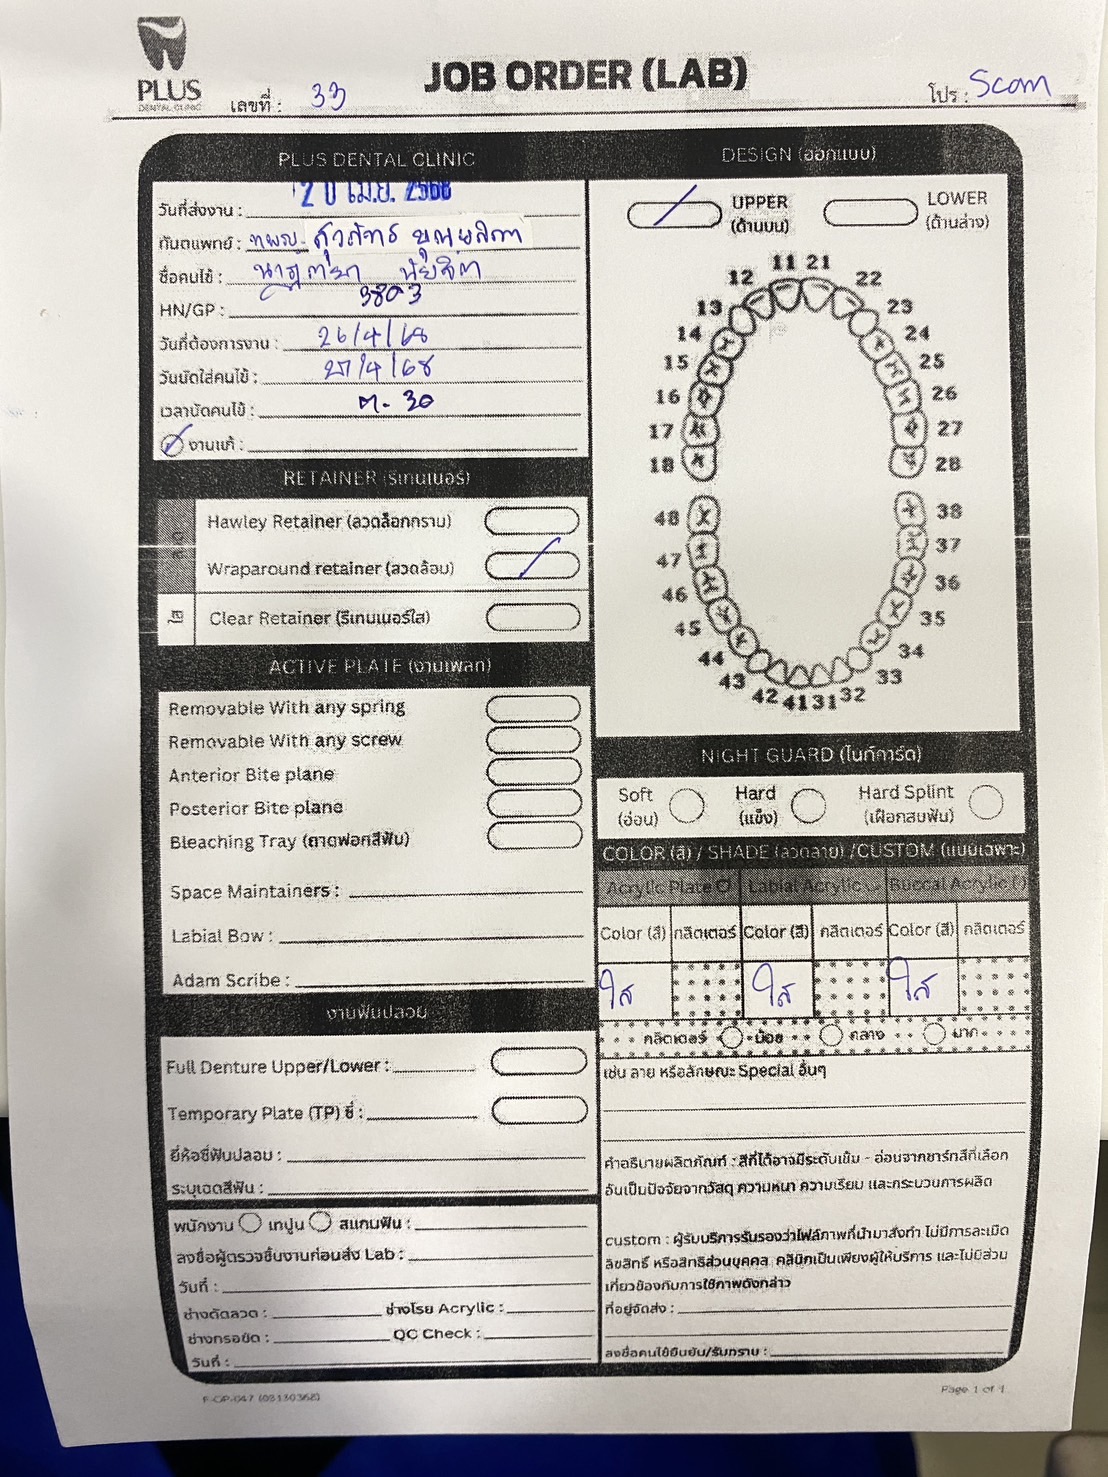 PLUS
DENTAL CLINIC
เลขที่ : 33
JOB ORDER (LAB)
โปร : Scom
PLUS DENTAL CLINIC
วันที่ส่งงาน : 20 เม.ย. 2568
ทันตแพทย์ : ทพญ.
ชื่อคนไข้ :
HN/GP : 3803
วันที่ต้องการงาน : 26/4/68
วันนัดใส่คนไข้ : 27/4/68
เวลานัดคนไข้ :
งานแก้ :
RETAINER (รีเทนเนอร์)
Hawley Retainer (ลวดล็อกกราม)
Wraparound retainer (ลวดล้อม)
Clear Retainer (รีเทนเนอร์ใส)
ACTIVE PLATE (งานเพลท)
Removable With any spring
Removable With any screw
Anterior Bite plane
Posterior Bite plane
Bleaching Tray (ถาดฟอกสีฟัน)
Space Maintainers :
Labial Bow :
Adam Scribe :
งานฟันปลอม
Full Denture Upper/Lower :
Temporary Plate (TP) ซี่ :
ยี่ห้อซี่ฟันปลอม :
ระบุเฉดสีฟัน :
พนักงาน เทปูน สแกนฟัน :
ลงชื่อผู้ตรวจชิ้นงานก่อนส่ง Lab :
วันที่ :
ช่างดัดลวด : ช่างโรย Acrylic :
ช่างกรอขัด : QC Check :
วันที่ :
DESIGN (ออกแบบ)
UPPER LOWER
(ด้านบน) (ด้านล่าง)
11 21
12 22
13 23
14 24
15 25
16 26
17 27
18 28
48 38
47 37
46 36
45 35
44 34
43 33
42 41 31 32
NIGHT GUARD (ไนท์การ์ด)
Soft Hard Hard Splint
(อ่อน) (แข็ง) (เฝือกสบฟัน)
COLOR (สี) / SHADE (ลวดลาย) /CUSTOM (แบบเฉพาะ)
Acrylic Plate Labial Acrylic Buccal Acrylic
Color (สี) กลิตเตอร์ Color (สี) กลิตเตอร์ Color (สี) กลิตเตอร์
ใส ใส ใส
กลิตเตอร์ น้อย กลาง มาก
เช่น ลาย หรือลักษณะ Special อื่นๆ
คำอธิบายผลิตภัณฑ์ : สีที่ได้อาจมีระดับเข้ม - อ่อนจากชาร์ทสีที่เลือก
อันเป็นปัจจัยจากวัสดุ ความหนา ความเรียบ และกระบวนการผลิต
custom : ผู้รับบริการรับรองว่าไฟล์ภาพที่นำมาสั่งทำ ไม่มีการละเมิด
ลิขสิทธิ์ หรือสิทธิส่วนบุคคล คลินิกเป็นเพียงผู้ให้บริการ และไม่มีส่วน
เกี่ยวข้องกับการใช้ภาพดังกล่าว
ที่อยู่จัดส่ง :
ลงชื่อคนไข้ยืนยัน/รับทราบ :
Page 1 of 1